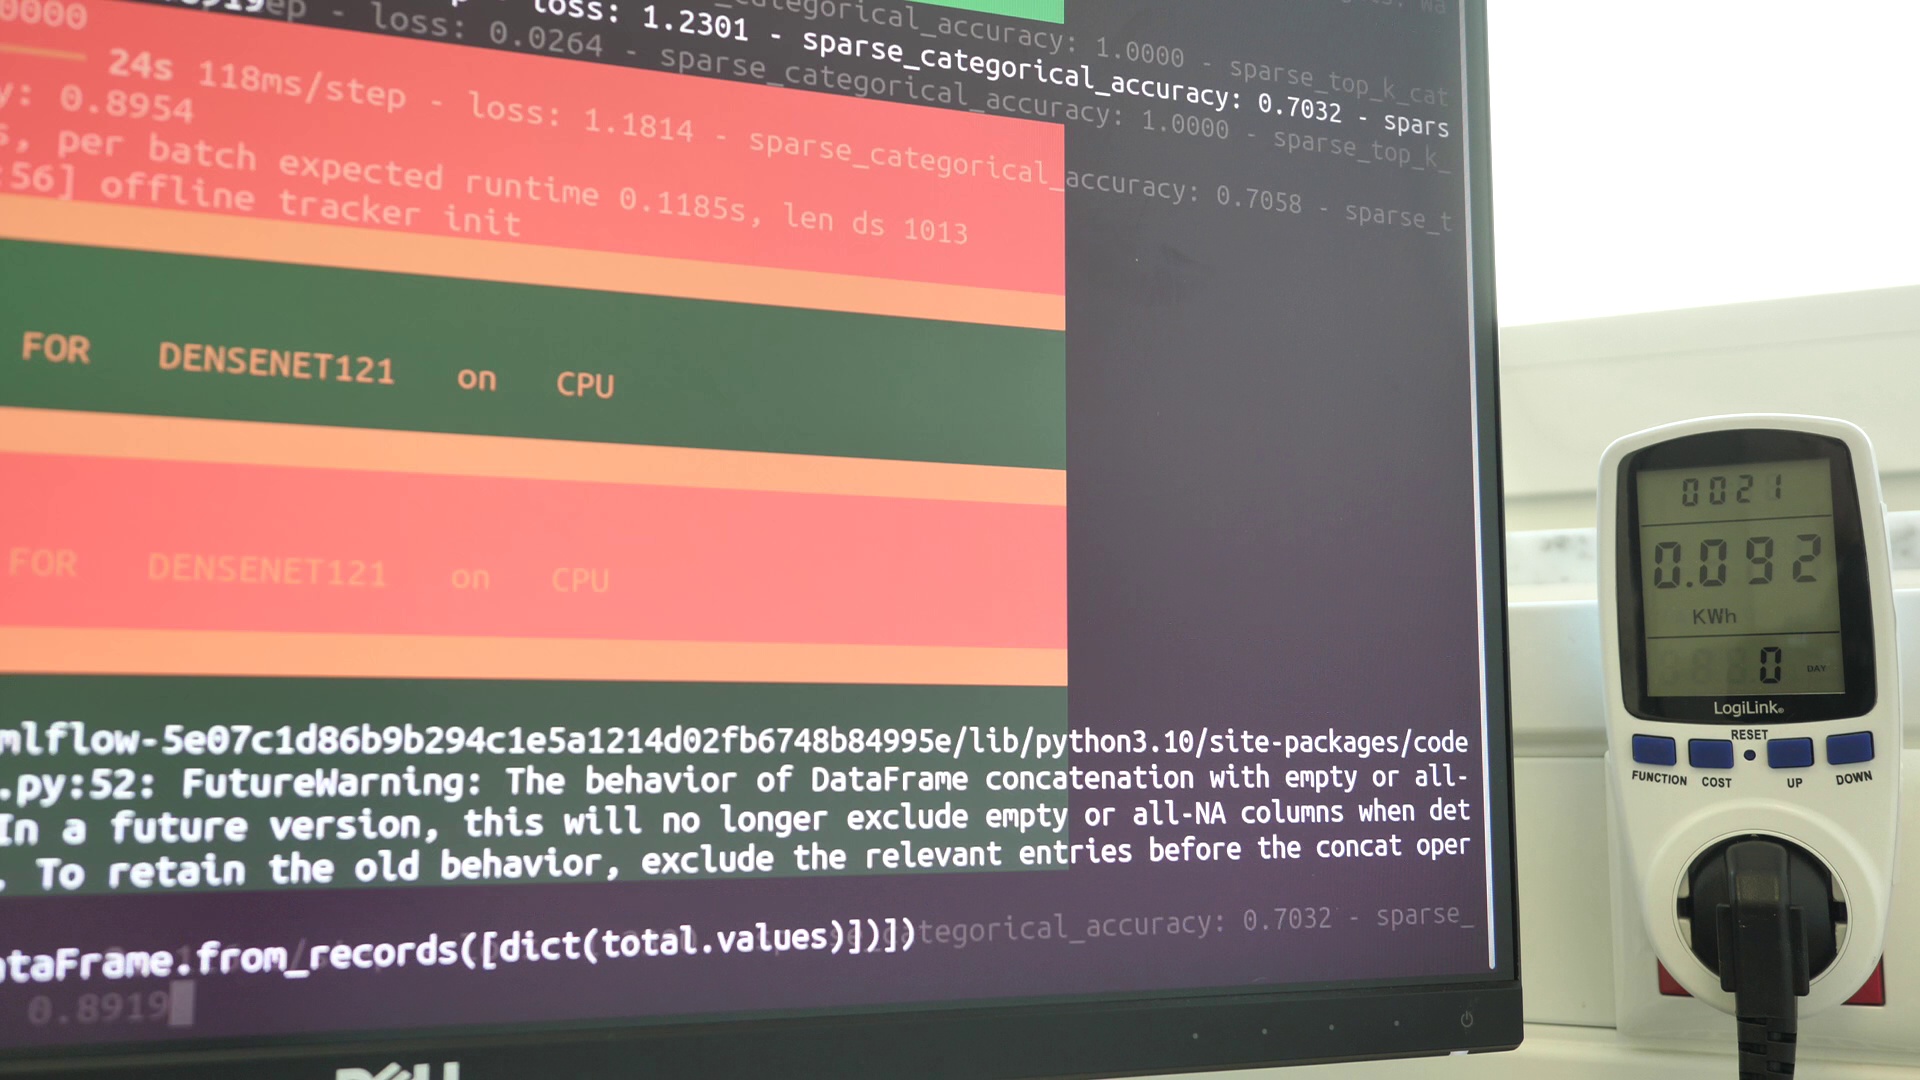 loss: 1.2301 - sparse_categorical_accuracy: 0.7032 - spars
categorical_accuracy: 1.0000 - sparse_top_k_cat
0000
ep - loss: 0.0264 - sparse_categorical_accuracy: 1.0000 - sparse_top_k_
24s 118ms/step - loss: 1.1814 - sparse_categorical_accuracy: 0.7058 - sparse_t
y: 0.8954
s, per batch expected runtime 0.1185s, len ds 1013
:56] offline tracker init
FOR DENSENET121 on CPU
FOR DENSENET121 on CPU
mlflow-5e07c1d86b9b294c1e5a1214d02fb6748b84995e/lib/python3.10/site-packages/code
.py:52: FutureWarning: The behavior of DataFrame concatenation with empty or all-
In a future version, this will no longer exclude empty or all-NA columns when det
. To retain the old behavior, exclude the relevant entries before the concat oper
ategorical_accuracy: 0.7032 - sparse_
ataFrame.from_records([dict(total.values)])])
0.8919
DELL
0021
0.092
KWh
0 DAY
LogiLink
RESET
FUNCTION COST UP DOWN